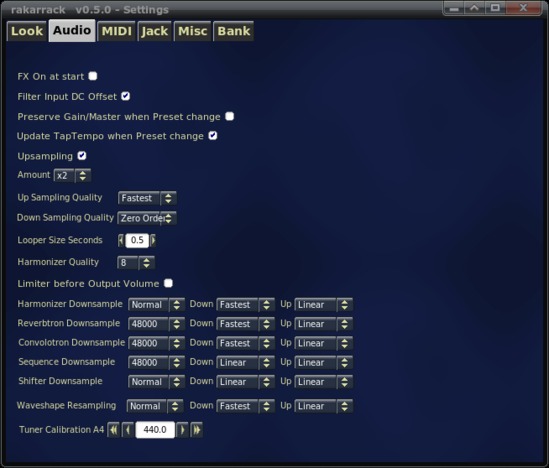 rakarrack v0.5.0 - Settings
Look Audio MIDI Jack Misc Bank
FX On at start
Filter Input DC Offset
Preserve Gain/Master when Preset change
Update TapTempo when Preset change
Upsampling
Amount x2
Up Sampling Quality Fastest
Down Sampling Quality Zero Order
Looper Size Seconds 0.5
Harmonizer Quality 8
Limiter before Output Volume
Harmonizer Downsample Normal Down Fastest Up Linear
Reverbtron Downsample 48000 Down Fastest Up Linear
Convolotron Downsample 48000 Down Fastest Up Linear
Sequence Downsample 48000 Down Linear Up Linear
Shifter Downsample Normal Down Linear Up Linear
Waveshape Resampling Normal Down Fastest Up Linear
Tuner Calibration A4 440.0